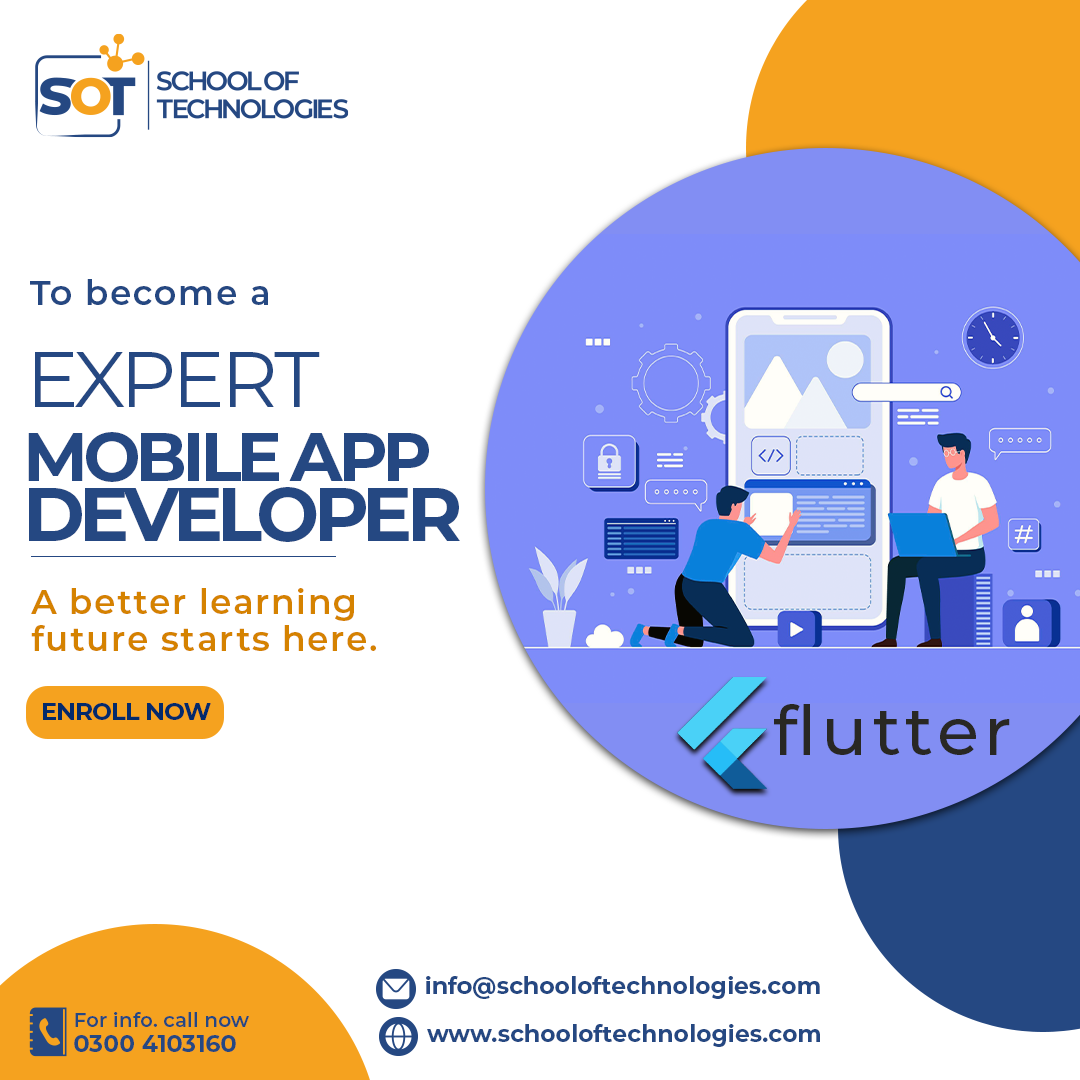 SOT
SCHOOL OF
TECHNOLOGIES
To become a
EXPERT
MOBILE APP
DEVELOPER
A better learning
future starts here.
ENROLL NOW
</>
#
flutter
For info. call now
0300 4103160
info@schooloftechnologies.com
www.schooloftechnologies.com